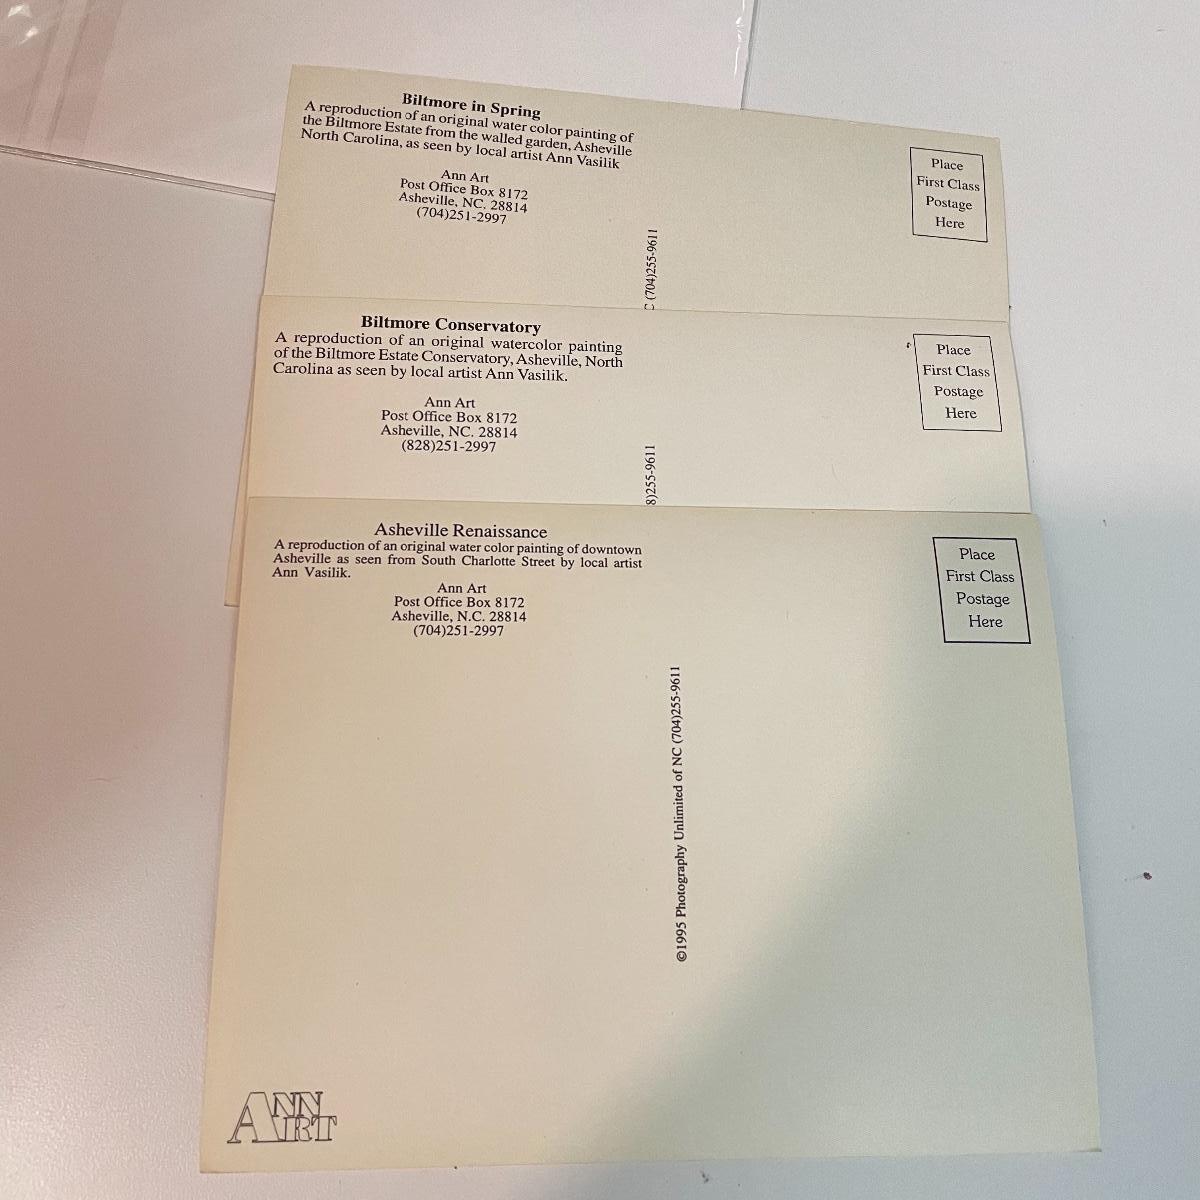 Biltmore in Spring
A reproduction of an original water color painting of
the Biltmore Estate from the walled garden, Asheville
North Carolina, as seen by local artist Ann Vasilik
Ann Art
Post Office Box 8172
Asheville, NC. 28814
(704)251-2997
Place
First Class
Postage
Here
(704)255-9611
Biltmore Conservatory
A reproduction of an original watercolor painting
of the Biltmore Estate Conservatory, Asheville, North
Carolina as seen by local artist Ann Vasilik.
Ann Art
Post Office Box 8172
Asheville, NC. 28814
(828)251-2997
Place
First Class
Postage
Here
8)255-9611
Asheville Renaissance
A reproduction of an original water color painting of downtown
Asheville as seen from South Charlotte Street by local artist
Ann Vasilik.
Ann Art
Post Office Box 8172
Asheville, N.C. 28814
(704)251-2997
Place
First Class
Postage
Here
©1995 Photography Unlimited of NC (704)255-9611
ANN
ART